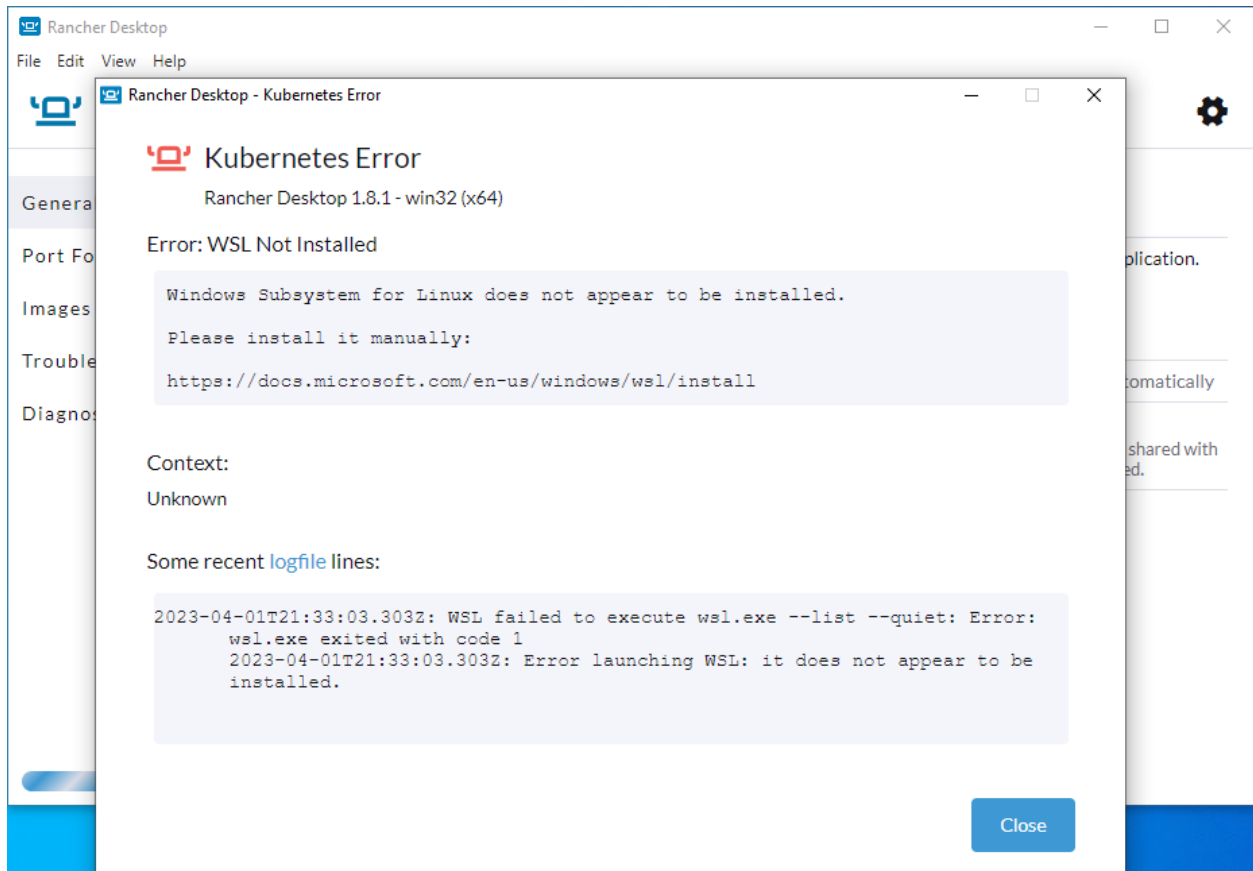 Rancher Desktop
File Edit View Help
Rancher Desktop - Kubernetes Error
Kubernetes Error
Rancher Desktop 1.8.1 - win32 (x64)
Genera
Error: WSL Not Installed
Port Fo
plication.
Windows Subsystem for Linux does not appear to be installed.
Images
Please install it manually:
Trouble
https://docs.microsoft.com/en-us/windows/wsl/install
tomatically
Diagnos
Context:
shared with
ed.
Unknown
Some recent logfile lines:
2023-04-01T21:33:03.303Z: WSL failed to execute wsl.exe --list --quiet: Error:
wsl.exe exited with code 1
2023-04-01T21:33:03.303Z: Error launching WSL: it does not appear to be
installed.
Close